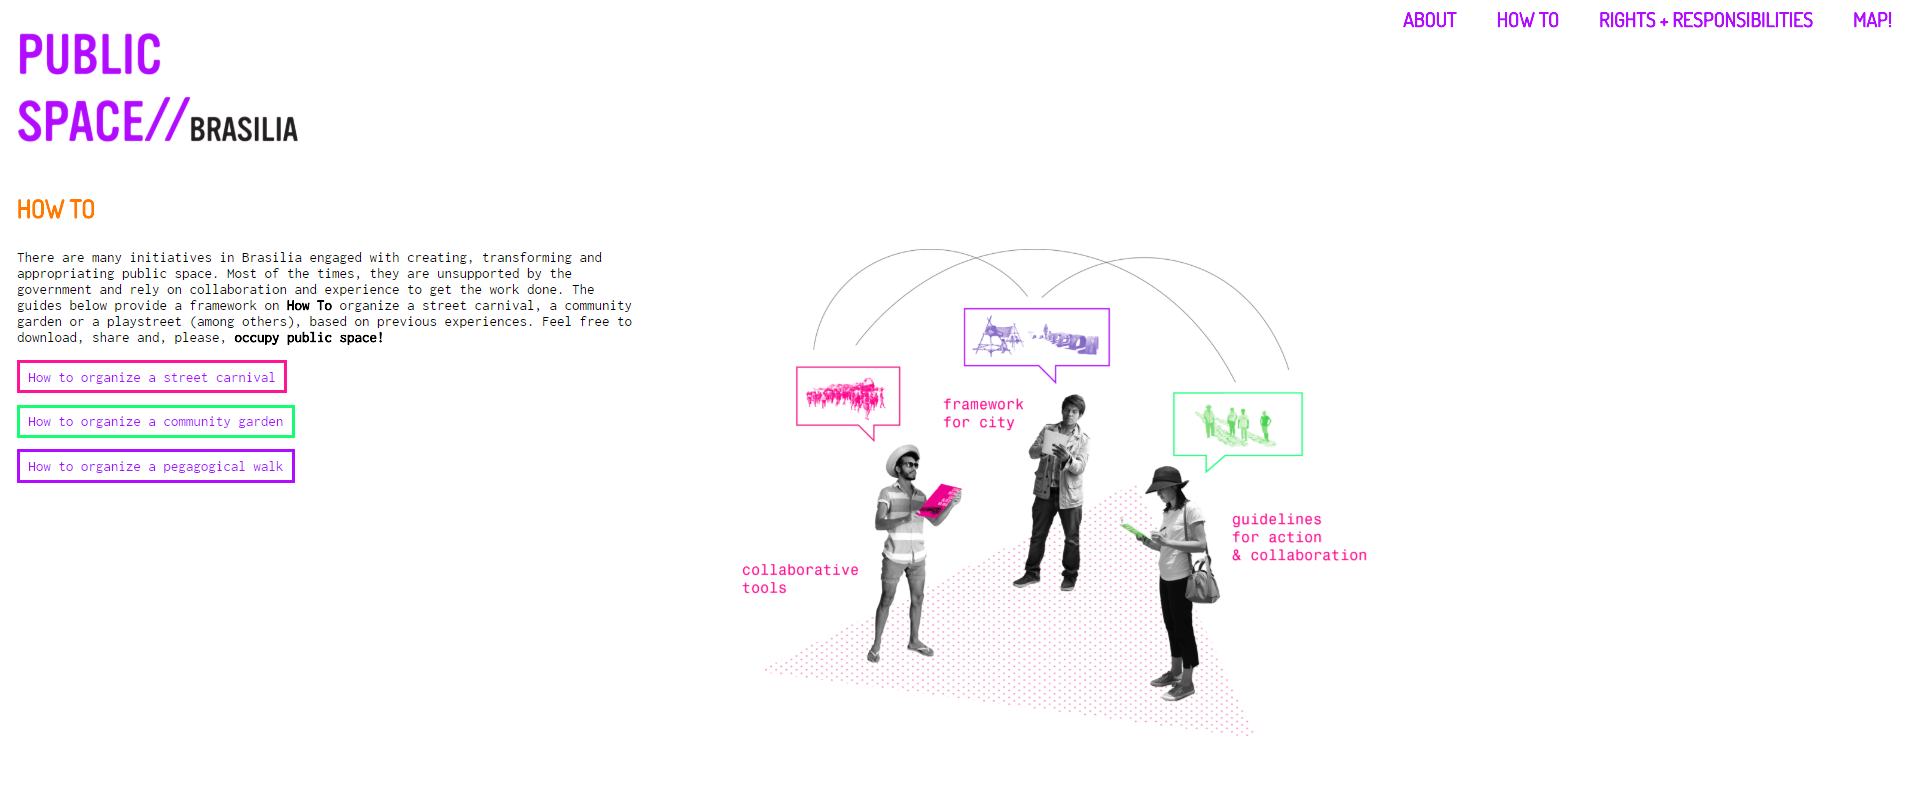 ABOUT HOW TO RIGHTS + RESPONSIBILITIES MAP!
PUBLIC
SPACE//BRASILIA
HOW TO
There are many initiatives in Brasilia engaged with creating, transforming and
appropriating public space. Most of the times, they are unsupported by the
government and rely on collaboration and experience to get the work done. The
guides below provide a framework on How To organize a street carnival, a community
garden or a playstreet (among others), based on previous experiences. Feel free to
download, share and, please, occupy public space!
How to organize a street carnival
How to organize a community garden
How to organize a pegagogical walk
framework
for city
guidelines
for action
& collaboration
collaborative
tools